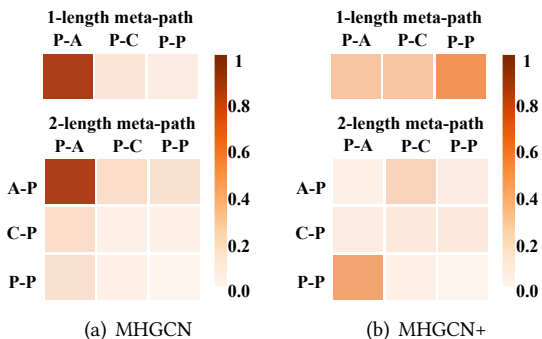 1-length meta-path
P-A P-C P-P
1
0.8
0.6
0.4
0.2
0.0
2-length meta-path
P-A P-C P-P
A-P
C-P
P-P
(a) MHGCN
1-length meta-path
P-A P-C P-P
1
0.8
0.6
0.4
0.2
0.0
2-length meta-path
P-A P-C P-P
A-P
C-P
P-P
(b) MHGCN+